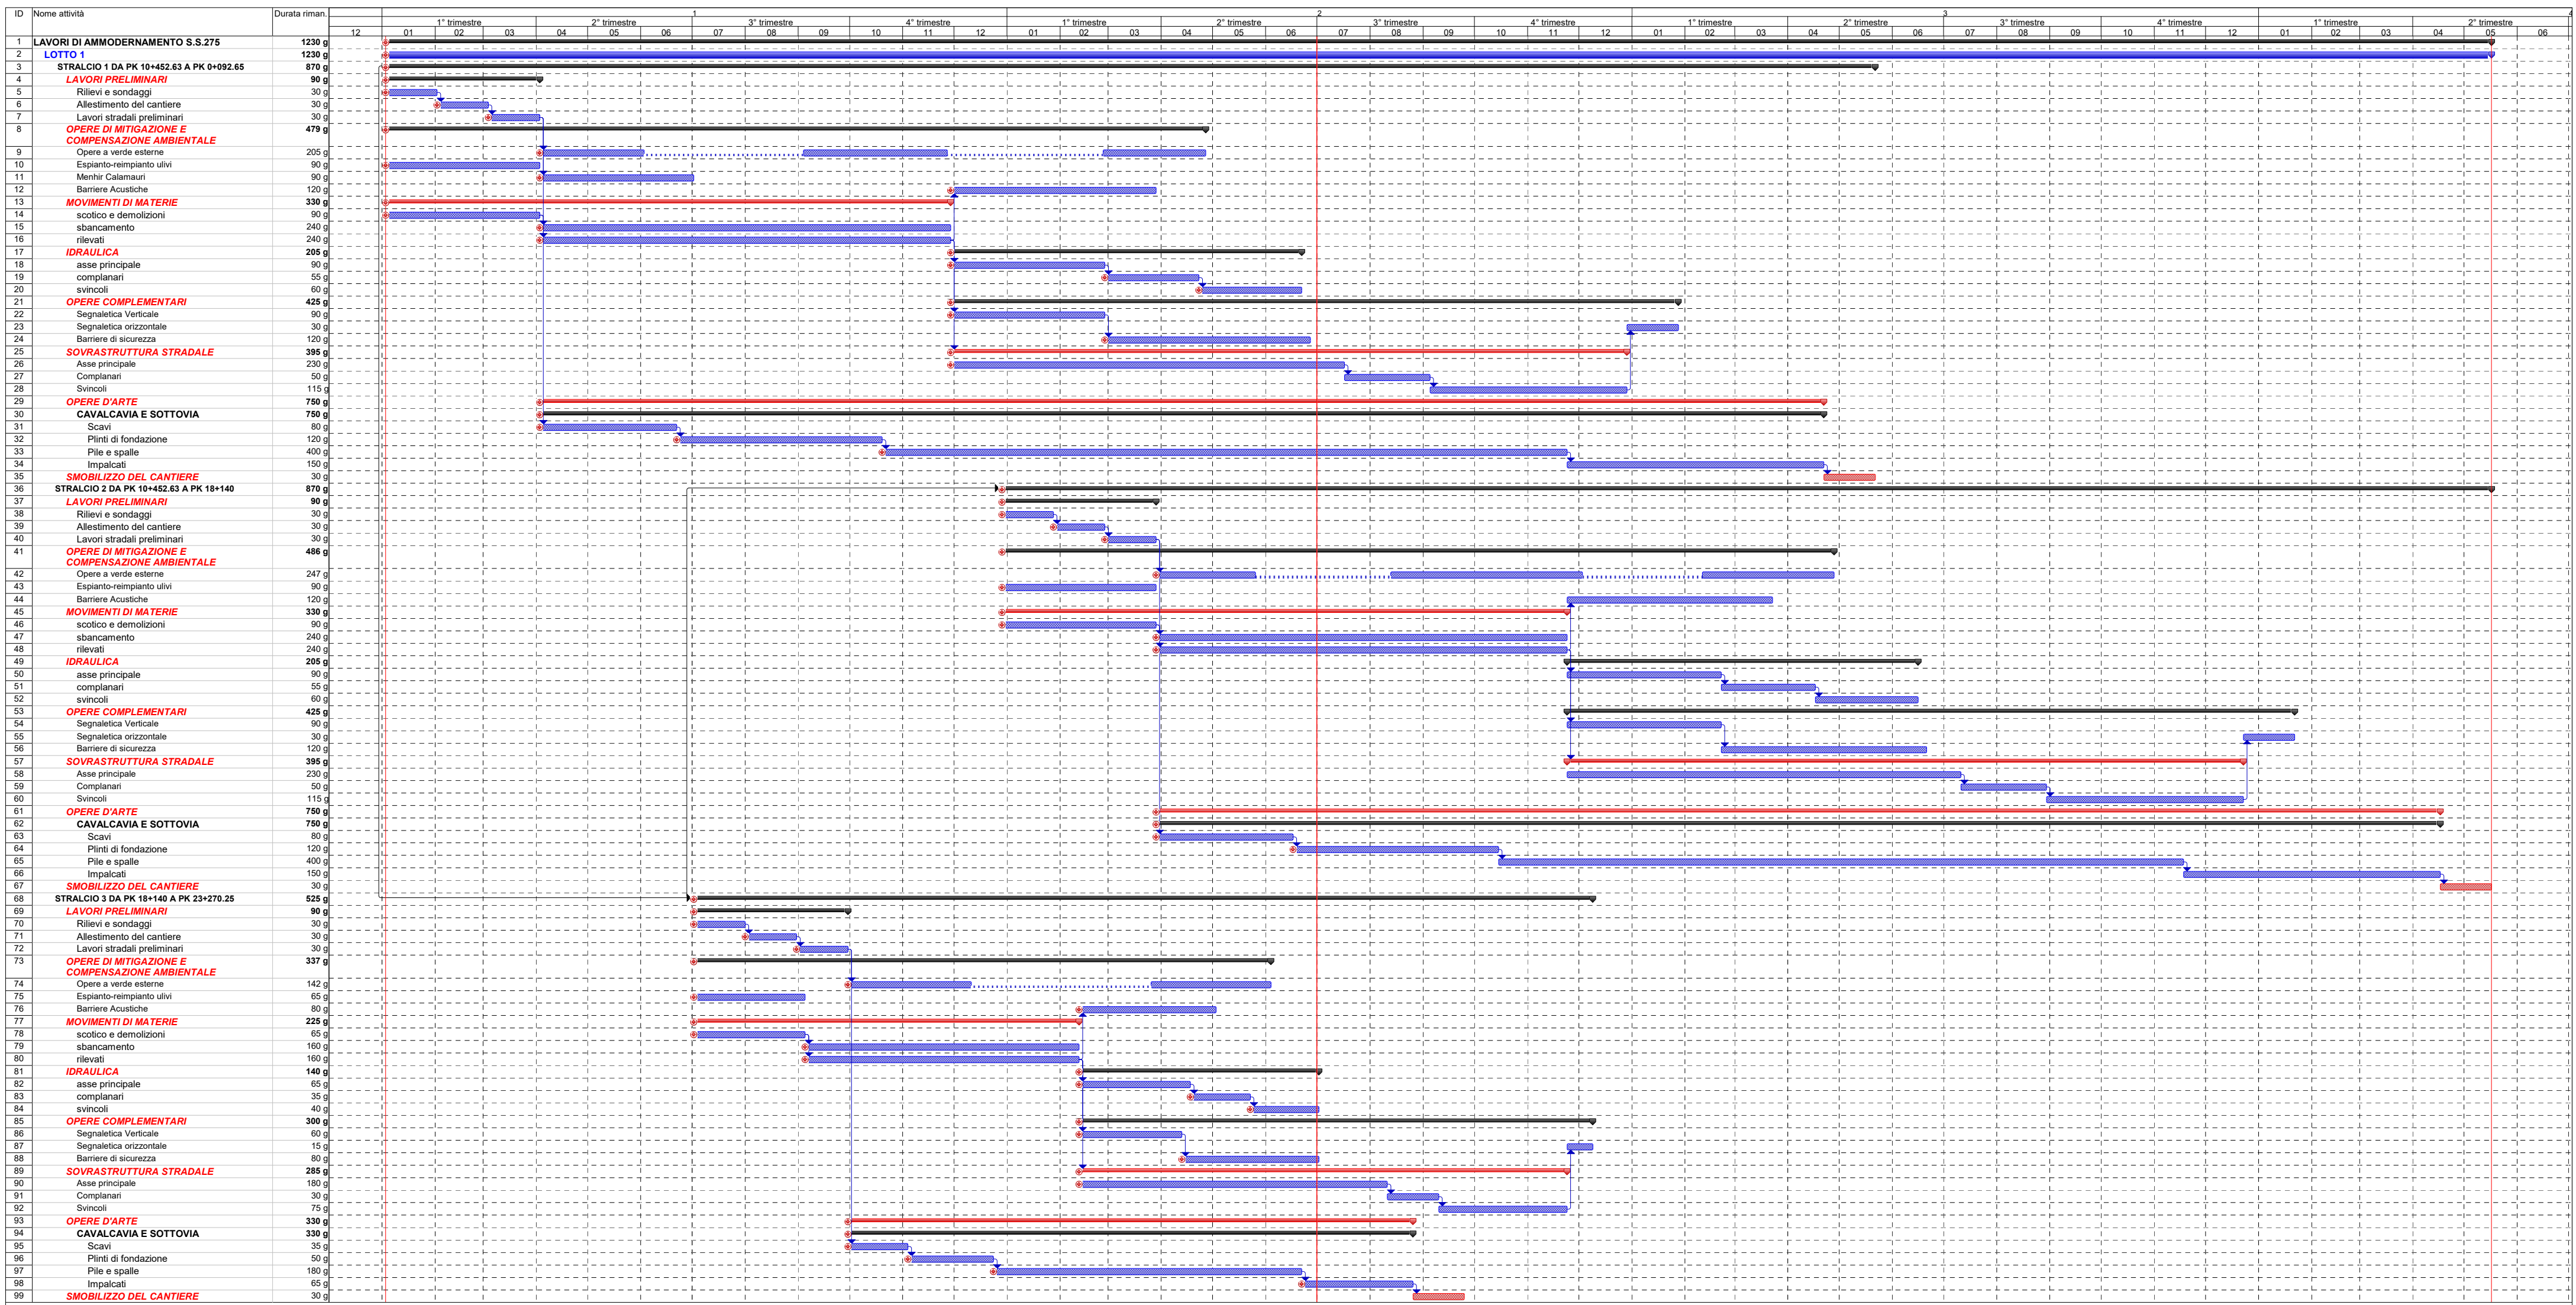 ID Nome attività Durata riman. 1 2 3 4
1° trimestre 2° trimestre 3° trimestre 4° trimestre 1° trimestre 2° trimestre 3° trimestre 4° trimestre 1° trimestre 2° trimestre 3° trimestre 4° trimestre 1° trimestre 2° trimestre
12 01 02 03 04 05 06 07 08 09 10 11 12 01 02 03 04 05 06 07 08 09 10 11 12 01 02 03 04 05 06 07 08 09 10 11 12 01 02 03 04 05 06
1 LAVORI DI AMMODERNAMENTO S.S.275 1230 g
2 LOTTO 1 1230 g
3 STRALCIO 1 DA PK 10+452.63 A PK 0+092.65 870 g
4 LAVORI PRELIMINARI 90 g
5 Rilievi e sondaggi 30 g
6 Allestimento del cantiere 30 g
7 Lavori stradali preliminari 30 g
8 OPERE DI MITIGAZIONE E 479 g
COMPENSAZIONE AMBIENTALE
9 Opere a verde esterne 205 g
10 Espianto-reimpianto ulivi 90 g
11 Menhir Calamauri 90 g
12 Barriere Acustiche 120 g
13 MOVIMENTI DI MATERIE 330 g
14 scotico e demolizioni 90 g
15 sbancamento 240 g
16 rilevati 240 g
17 IDRAULICA 205 g
18 asse principale 90 g
19 complanari 55 g
20 svincoli 60 g
21 OPERE COMPLEMENTARI 425 g
22 Segnaletica Verticale 90 g
23 Segnaletica orizzontale 30 g
24 Barriere di sicurezza 120 g
25 SOVRASTRUTTURA STRADALE 395 g
26 Asse principale 230 g
27 Complanari 50 g
28 Svincoli 115 g
29 OPERE D'ARTE 750 g
30 CAVALCAVIA E SOTTOVIA 750 g
31 Scavi 80 g
32 Plinti di fondazione 120 g
33 Pile e spalle 400 g
34 Impalcati 150 g
35 SMOBILIZZO DEL CANTIERE 30 g
36 STRALCIO 2 DA PK 10+452.63 A PK 18+140 870 g
37 LAVORI PRELIMINARI 90 g
38 Rilievi e sondaggi 30 g
39 Allestimento del cantiere 30 g
40 Lavori stradali preliminari 30 g
41 OPERE DI MITIGAZIONE E 486 g
COMPENSAZIONE AMBIENTALE
42 Opere a verde esterne 247 g
43 Espianto-reimpianto ulivi 90 g
44 Barriere Acustiche 120 g
45 MOVIMENTI DI MATERIE 330 g
46 scotico e demolizioni 90 g
47 sbancamento 240 g
48 rilevati 240 g
49 IDRAULICA 205 g
50 asse principale 90 g
51 complanari 55 g
52 svincoli 60 g
53 OPERE COMPLEMENTARI 425 g
54 Segnaletica Verticale 90 g
55 Segnaletica orizzontale 30 g
56 Barriere di sicurezza 120 g
57 SOVRASTRUTTURA STRADALE 395 g
58 Asse principale 230 g
59 Complanari 50 g
60 Svincoli 115 g
61 OPERE D'ARTE 750 g
62 CAVALCAVIA E SOTTOVIA 750 g
63 Scavi 80 g
64 Plinti di fondazione 120 g
65 Pile e spalle 400 g
66 Impalcati 150 g
67 SMOBILIZZO DEL CANTIERE 30 g
68 STRALCIO 3 DA PK 18+140 A PK 23+270.25 525 g
69 LAVORI PRELIMINARI 90 g
70 Rilievi e sondaggi 30 g
71 Allestimento del cantiere 30 g
72 Lavori stradali preliminari 30 g
73 OPERE DI MITIGAZIONE E 337 g
COMPENSAZIONE AMBIENTALE
74 Opere a verde esterne 142 g
75 Espianto-reimpianto ulivi 65 g
76 Barriere Acustiche 80 g
77 MOVIMENTI DI MATERIE 225 g
78 scotico e demolizioni 65 g
79 sbancamento 160 g
80 rilevati 160 g
81 IDRAULICA 140 g
82 asse principale 65 g
83 complanari 35 g
84 svincoli 40 g
85 OPERE COMPLEMENTARI 300 g
86 Segnaletica Verticale 60 g
87 Segnaletica orizzontale 15 g
88 Barriere di sicurezza 80 g
89 SOVRASTRUTTURA STRADALE 285 g
90 Asse principale 180 g
91 Complanari 30 g
92 Svincoli 75 g
93 OPERE D'ARTE 330 g
94 CAVALCAVIA E SOTTOVIA 330 g
95 Scavi 35 g
96 Plinti di fondazione 50 g
97 Pile e spalle 180 g
98 Impalcati 65 g
99 SMOBILIZZO DEL CANTIERE 30 g